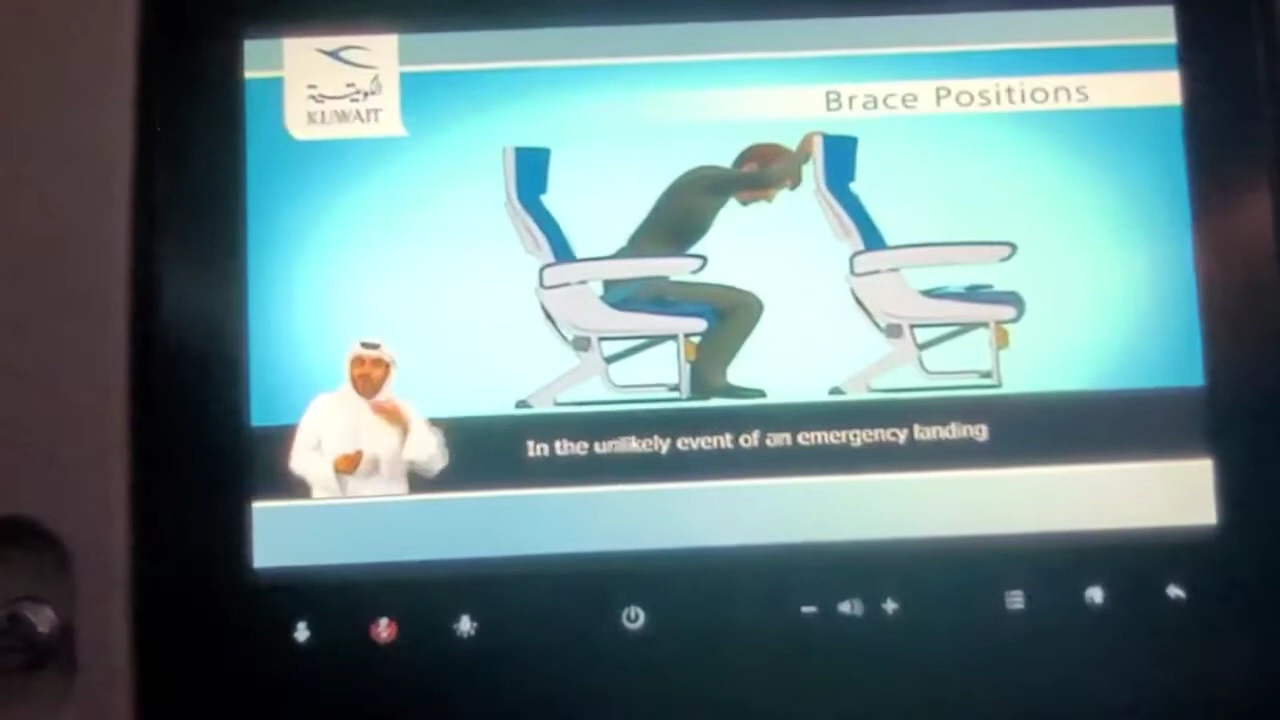 الكويتية
KUWAIT
Brace Positions
In the unlikely event of an emergency landing